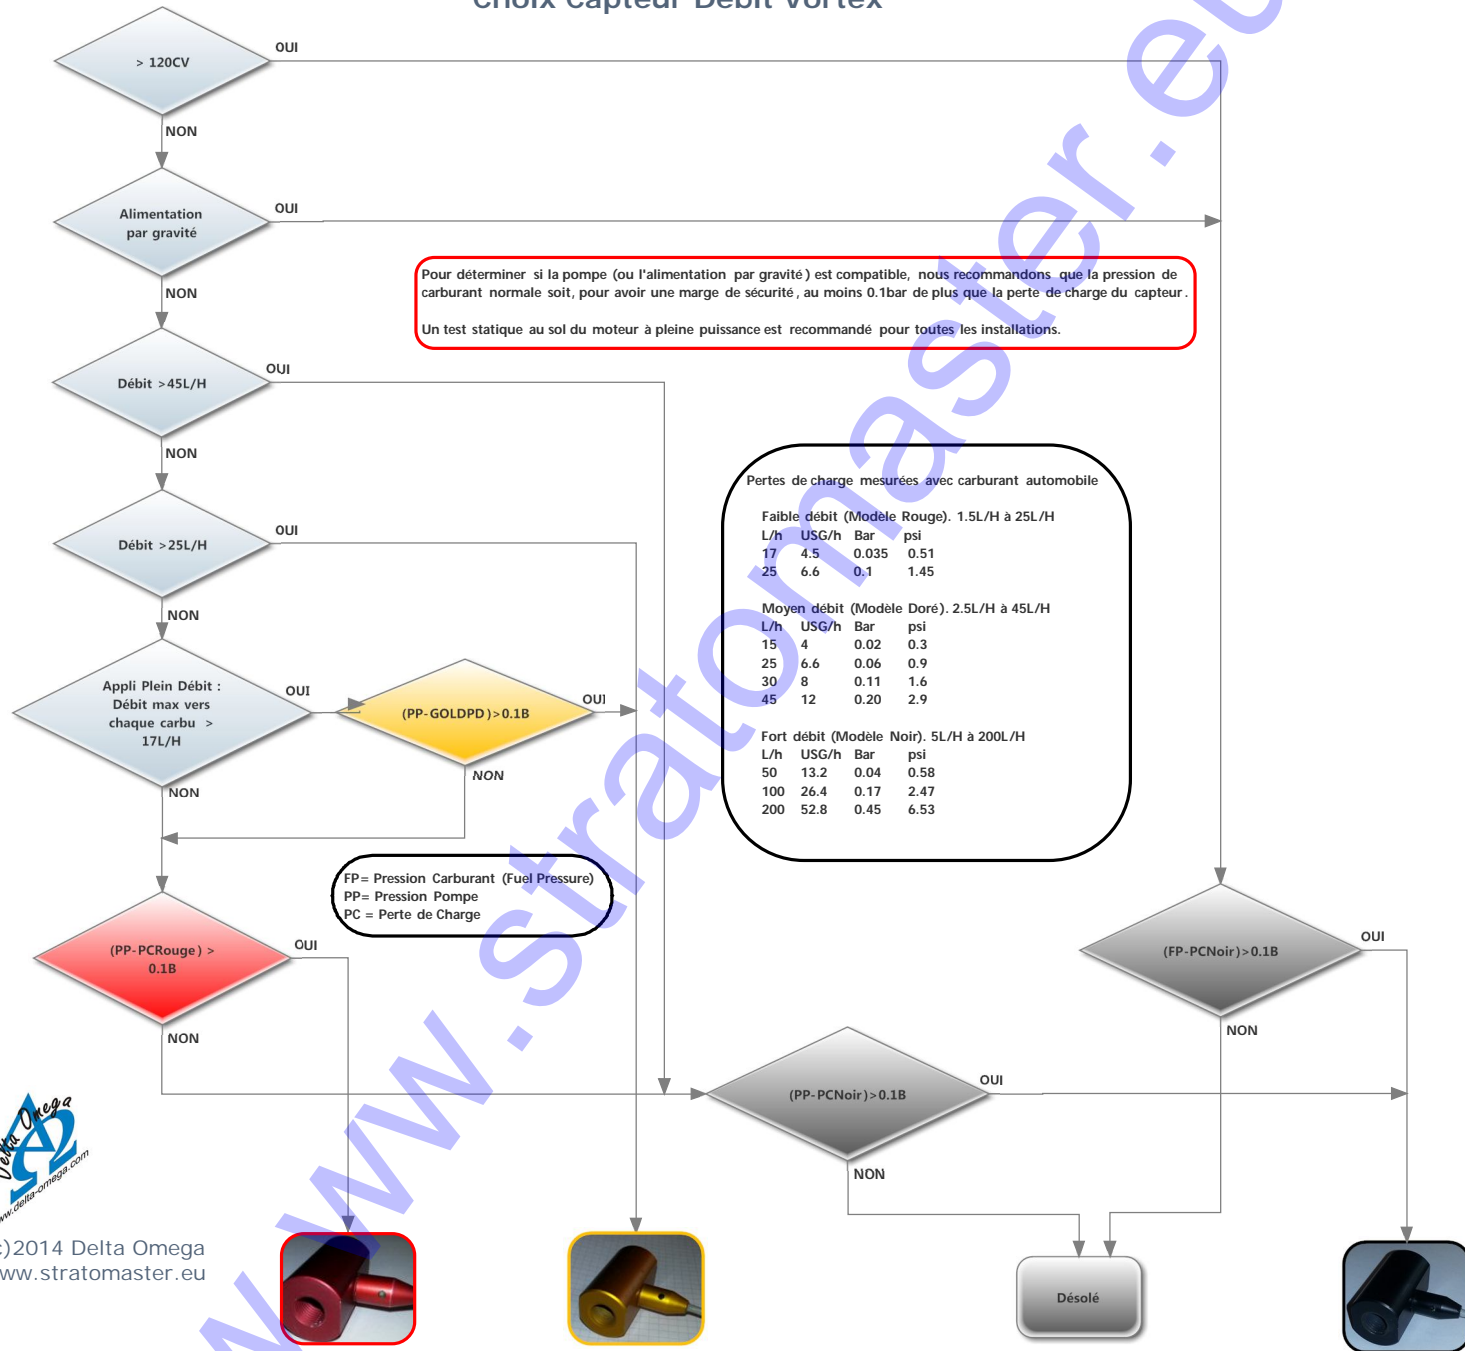 Choix Capteur Débit Vortex
> 120CV
OUI
NON
Alimentation
par gravité
OUI
NON
Pour déterminer si la pompe (ou l'alimentation par gravité) est compatible, nous recommandons que la pression de
carburant normale soit, pour avoir une marge de sécurité, au moins 0.1bar de plus que la perte de charge du capteur.
Un test statique au sol du moteur à pleine puissance est recommandé pour toutes les installations.
Débit >45L/H
OUI
NON
Débit >25L/H
OUI
NON
Pertes de charge mesurées avec carburant automobile
Faible débit (Modèle Rouge). 1.5L/H à 25L/H
L/h USG/h Bar psi
17 4.5 0.035 0.51
25 6.6 0.1 1.45
Moyen débit (Modèle Doré). 2.5L/H à 45L/H
L/h USG/h Bar psi
15 4 0.02 0.3
25 6.6 0.06 0.9
30 8 0.11 1.6
45 12 0.20 2.9
Fort débit (Modèle Noir). 5L/H à 200L/H
L/h USG/h Bar psi
50 13.2 0.04 0.58
100 26.4 0.17 2.47
200 52.8 0.45 6.53
Appli Plein Débit :
Débit max vers
chaque carbu >
17L/H
OUI
NON
(PP-GOLDPD)>0.1B
OUI
NON
FP= Pression Carburant (Fuel Pressure)
PP= Pression Pompe
PC = Perte de Charge
(PP-PCRouge) >
0.1B
OUI
NON
(FP-PCNoir)>0.1B
OUI
NON
(PP-PCNoir)>0.1B
OUI
NON
Désolé
Delta Omega
www.delta-omega.com
c)2014 Delta Omega
ww.stratomaster.eu
www.stratomaster.eu